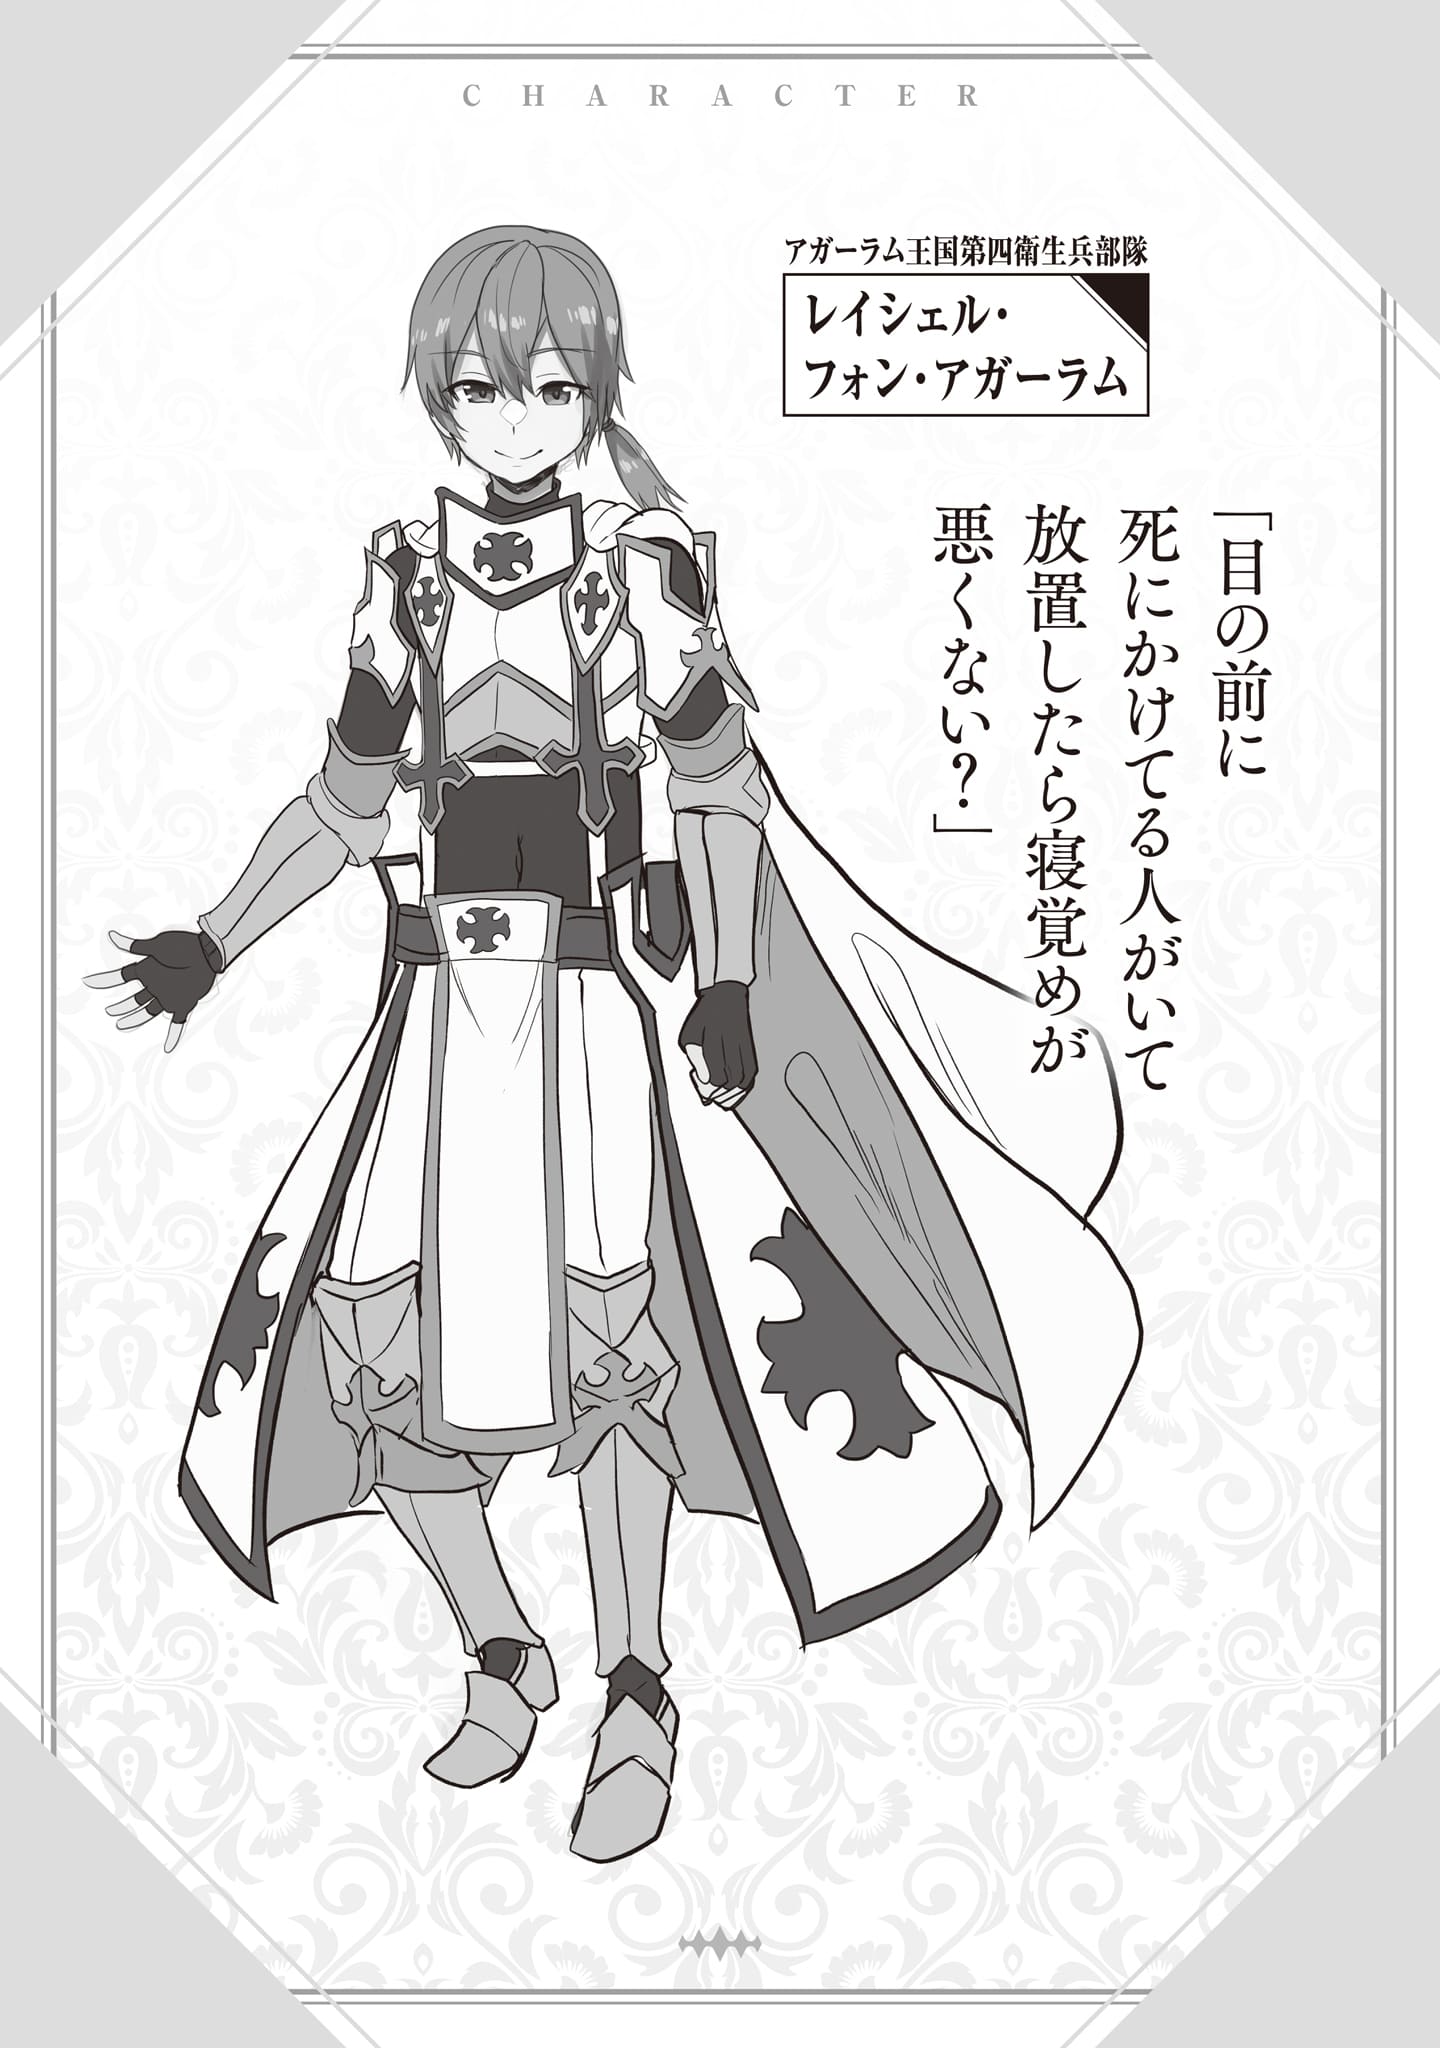 CHARACTER
アガーラム王国第四衛生兵部隊
レイシェル・
フォン・アガーラム
「目の前に
死にかけてる人がいて
放置したら寝覚めが
悪くない？」